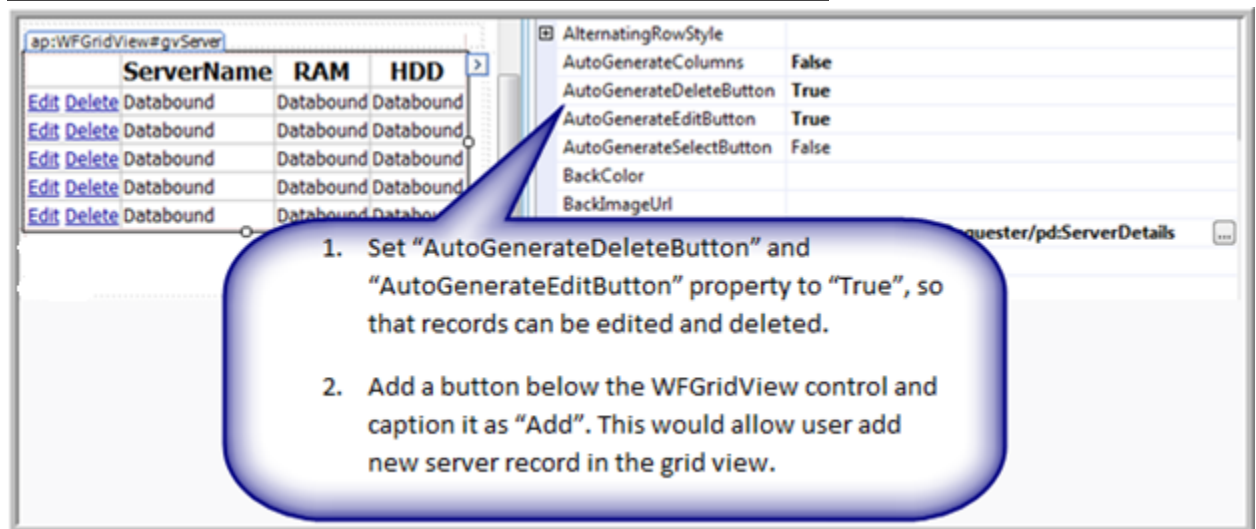 ap:WFGridView#gvServer
ServerName RAM HDD
Edit Delete Databound Databound Databound
Edit Delete Databound Databound Databound
Edit Delete Databound Databound Databound
Edit Delete Databound Databound Databound
Edit Delete Databound Databound
AlternatingRowStyle
AutoGenerateColumns False
AutoGenerateDeleteButton True
AutoGenerateEditButton True
AutoGenerateSelectButton False
BackColor
BackImageUrl
quester/pd:ServerDetails ...
1. Set “AutoGenerateDeleteButton” and
“AutoGenerateEditButton” property to “True”, so
that records can be edited and deleted.
2. Add a button below the WFGridView control and
caption it as “Add”. This would allow user add
new server record in the grid view.